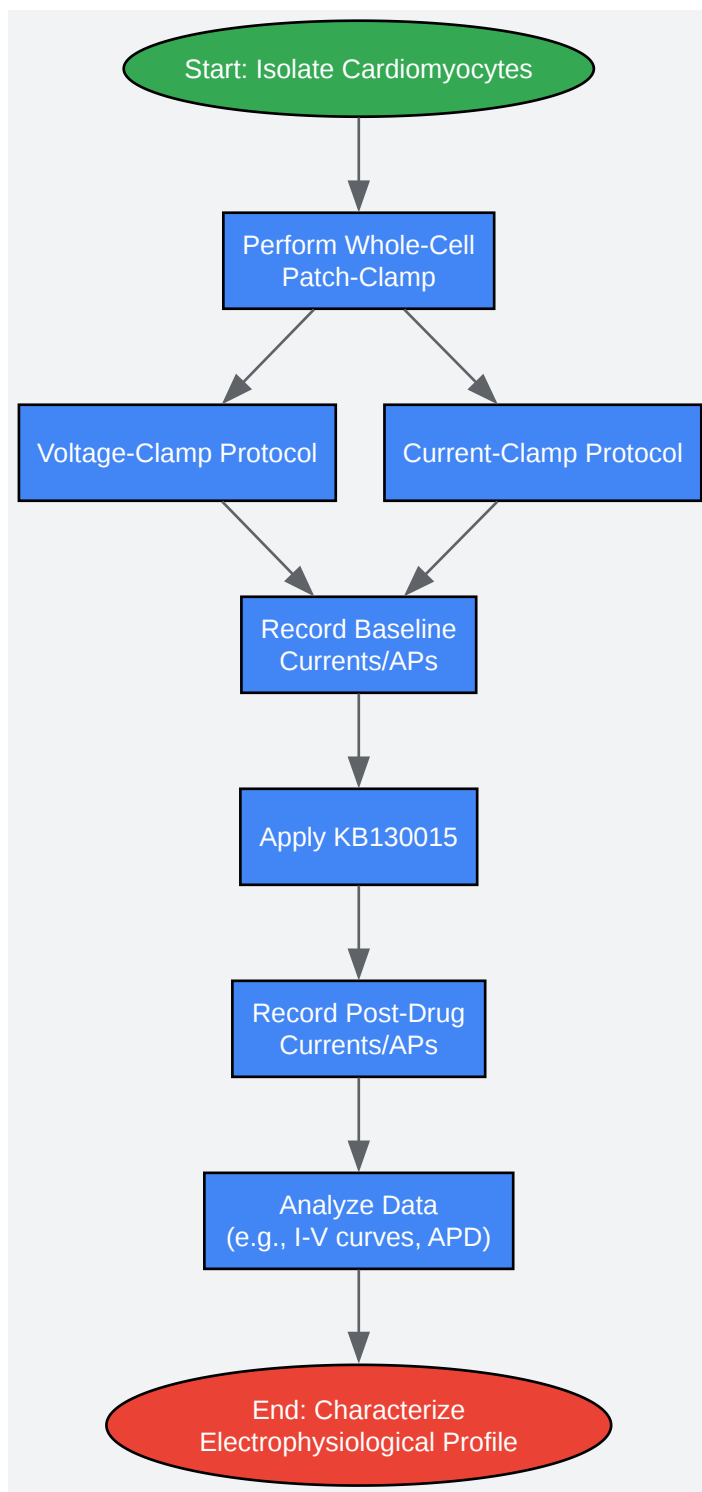 Start: Isolate Cardiomyocytes
Perform Whole-Cell
Patch-Clamp
Voltage-Clamp Protocol
Current-Clamp Protocol
Record Baseline
Currents/APs
Apply KB130015
Record Post-Drug
Currents/APs
Analyze Data
(e.g., I-V curves, APD)
End: Characterize
Electrophysiological Profile